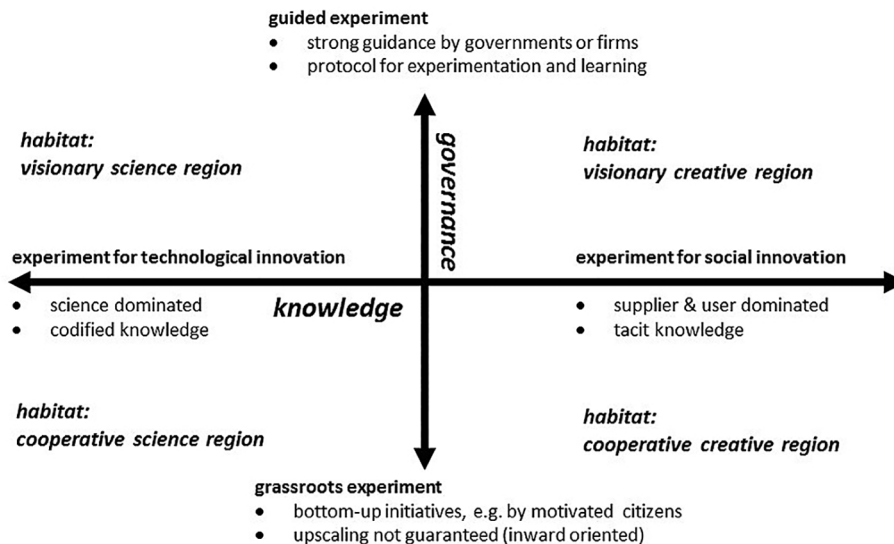 guided experiment
• strong guidance by governments or firms
• protocol for experimentation and learning
habitat:
visionary science region
governance
habitat:
visionary creative region
experiment for technological innovation
experiment for social innovation
• science dominated
• codified knowledge
knowledge
• supplier & user dominated
• tacit knowledge
habitat:
cooperative science region
habitat:
cooperative creative region
grassroots experiment
• bottom-up initiatives, e.g. by motivated citizens
• upscaling not guaranteed (inward oriented)